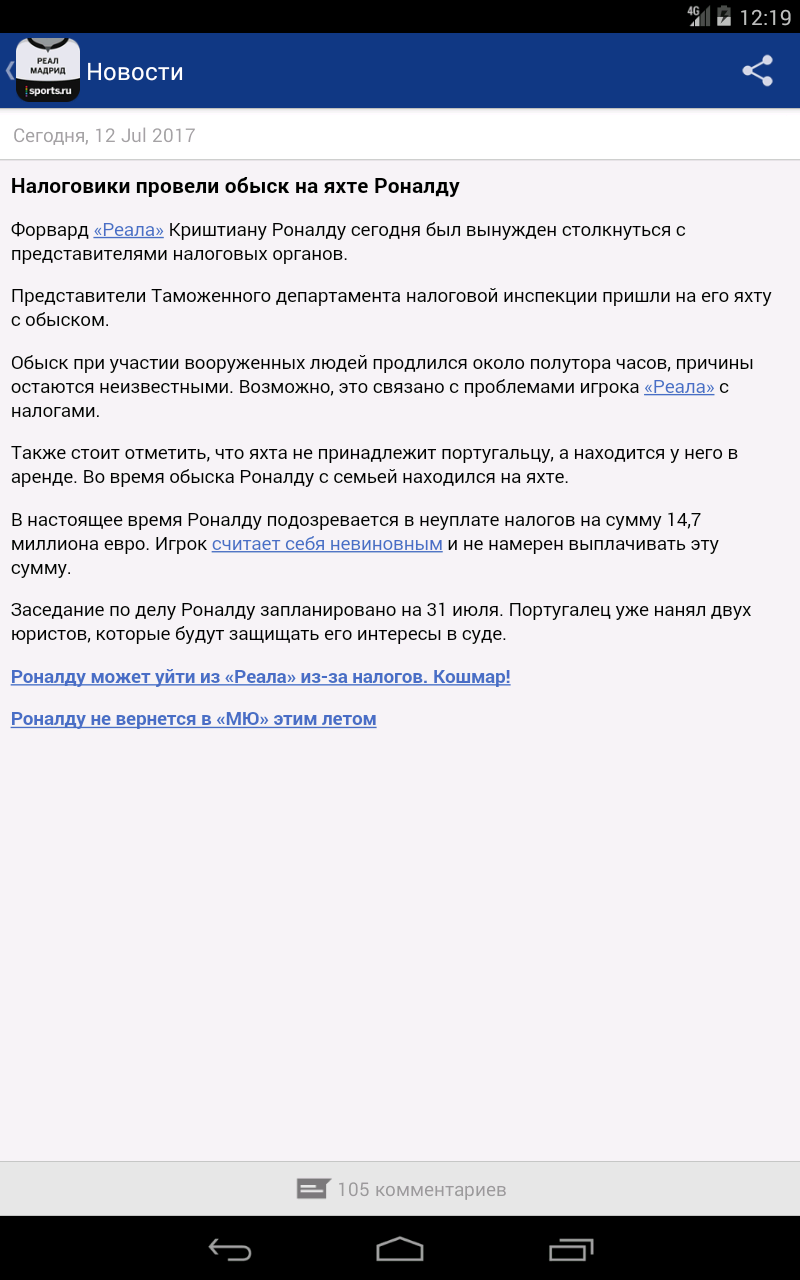 4G 12:19
РЕАЛ
МАДРИД
sports.ru
Новости
Сегодня, 12 Jul 2017
Налоговики провели обыск на яхте Роналду
Форвард «Реала» Криштиану Роналду сегодня был вынужден столкнуться с
представителями налоговых органов.
Представители Таможенного департамента налоговой инспекции пришли на его яхту
с обыском.
Обыск при участии вооруженных людей продлился около полутора часов, причины
остаются неизвестными. Возможно, это связано с проблемами игрока «Реала» с
налогами.
Также стоит отметить, что яхта не принадлежит португальцу, а находится у него в
аренде. Во время обыска Роналду с семьей находился на яхте.
В настоящее время Роналду подозревается в неуплате налогов на сумму 14,7
миллиона евро. Игрок считает себя невиновным и не намерен выплачивать эту
сумму.
Заседание по делу Роналду запланировано на 31 июля. Португалец уже нанял двух
юристов, которые будут защищать его интересы в суде.
Роналду может уйти из «Реала» из-за налогов. Кошмар!
Роналду не вернется в «МЮ» этим летом
105 комментариев